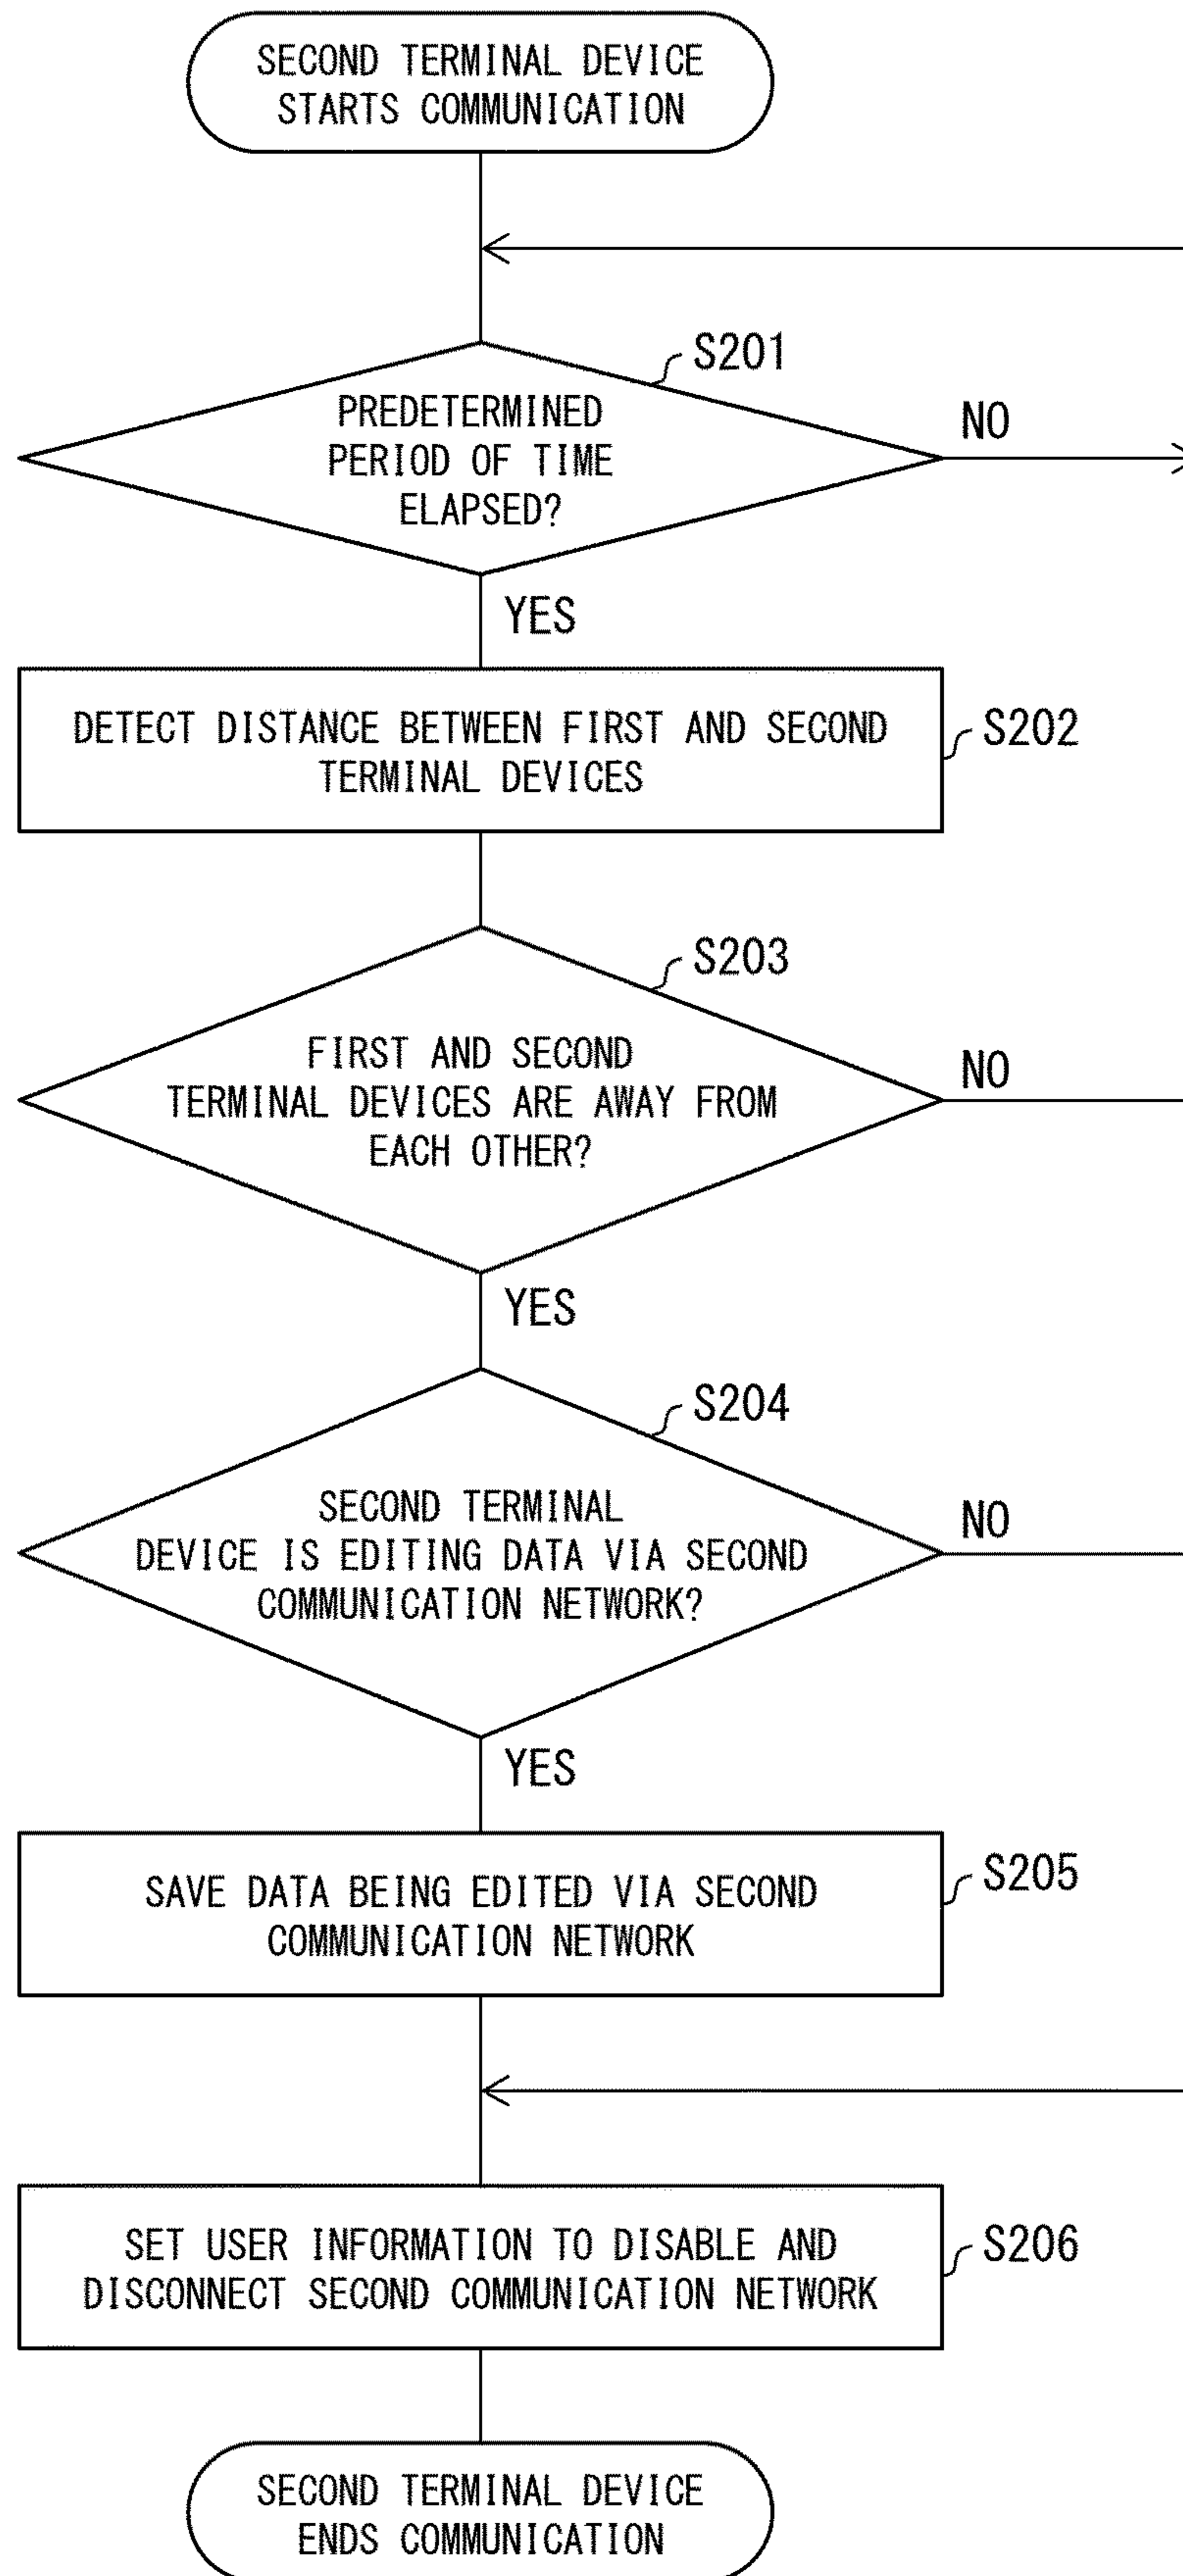 SECOND TERMINAL DEVICE
STARTS COMMUNICATION
S201
PREDETERMINED
PERIOD OF TIME
ELAPSED?
NO
YES
DETECT DISTANCE BETWEEN FIRST AND SECOND
TERMINAL DEVICES
S202
S203
FIRST AND SECOND
TERMINAL DEVICES ARE AWAY FROM
EACH OTHER?
NO
YES
S204
SECOND TERMINAL
DEVICE IS EDITING DATA VIA SECOND
COMMUNICATION NETWORK?
NO
YES
SAVE DATA BEING EDITED VIA SECOND
COMMUNICATION NETWORK
S205
SET USER INFORMATION TO DISABLE AND
DISCONNECT SECOND COMMUNICATION NETWORK
S206
SECOND TERMINAL DEVICE
ENDS COMMUNICATION